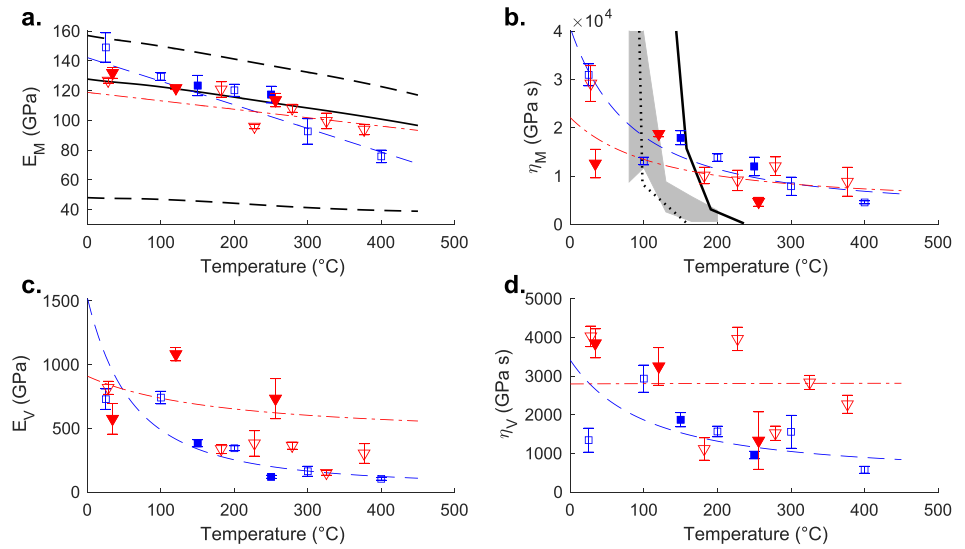 a.
160
140
120
100
80
60
40
E_M (GPa)
0 100 200 300 400 500
Temperature (°C)
b.
×10^4
4
3
2
1
0
η_M (GPa s)
0 100 200 300 400 500
Temperature (°C)
c.
1500
1000
500
0
E_V (GPa)
0 100 200 300 400 500
Temperature (°C)
d.
5000
4000
3000
2000
1000
0
η_V (GPa s)
0 100 200 300 400 500
Temperature (°C)